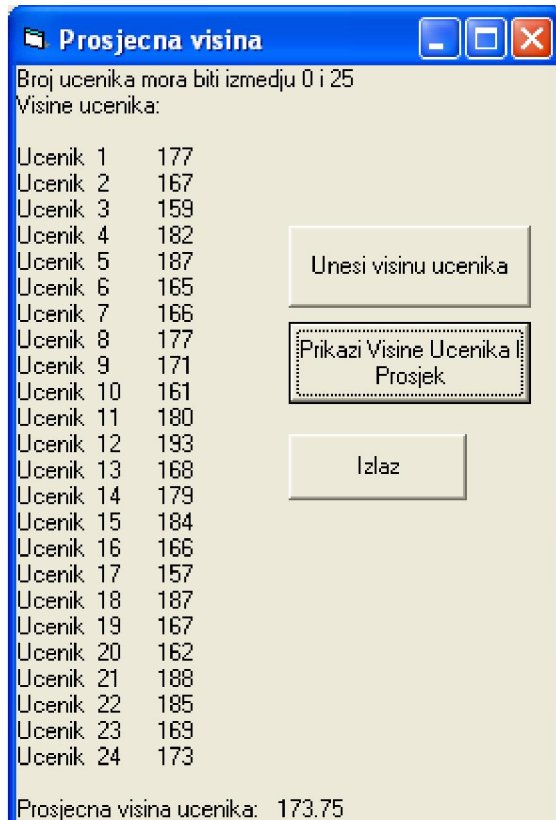 Prosjecna visina
Broj ucenika mora biti izmedju 0 i 25
Visine ucenika:
Ucenik 1 177
Ucenik 2 167
Ucenik 3 159
Ucenik 4 182
Ucenik 5 187
Ucenik 6 165
Ucenik 7 166
Ucenik 8 177
Ucenik 9 171
Ucenik 10 161
Ucenik 11 180
Ucenik 12 193
Ucenik 13 168
Ucenik 14 179
Ucenik 15 184
Ucenik 16 166
Ucenik 17 157
Ucenik 18 187
Ucenik 19 167
Ucenik 20 162
Ucenik 21 188
Ucenik 22 185
Ucenik 23 169
Ucenik 24 173
Prosjecna visina ucenika: 173.75
Unesi visinu ucenika
Prikazi Visine Ucenika I
Prosjek
Izlaz